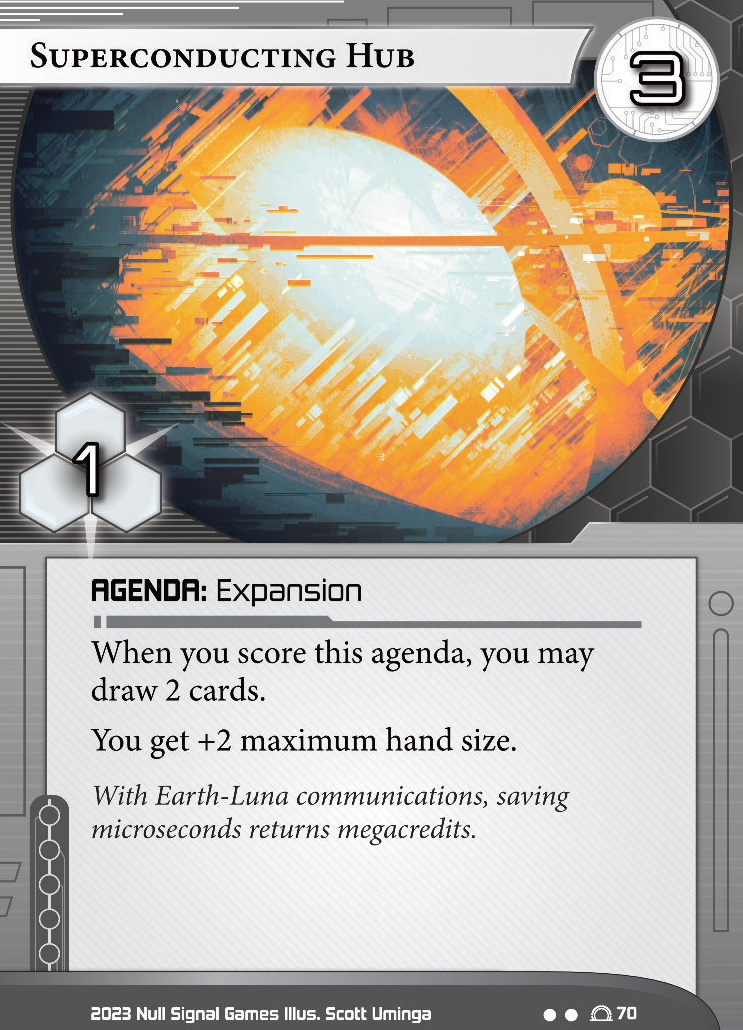 Superconducting Hub
3
1
AGENDA: Expansion
When you score this agenda, you may
draw 2 cards.
You get +2 maximum hand size.
With Earth-Luna communications, saving
microseconds returns megacredits.
2023 Null Signal Games Illus. Scott Uminga
70